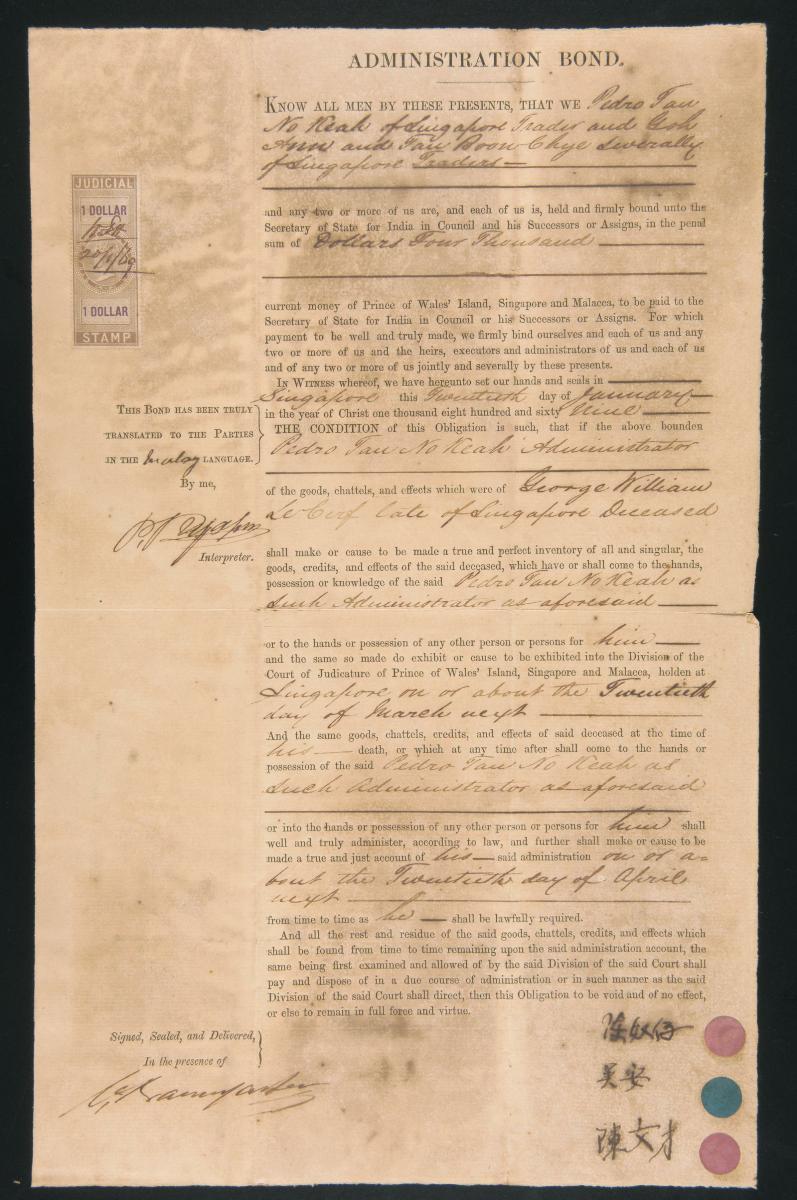 ADMINISTRATION BOND.
KNOW ALL MEN BY THESE PRESENTS, THAT WE Pedro Tan
No Keah of Singapore Trader and Goh
Ann and Tan Boon Chye severally
of Singapore Traders
JUDICIAL
1 DOLLAR
20/1/69
1 DOLLAR
STAMP
and any two or more of us are, and each of us is, held and firmly bound unto the
Secretary of State for India in Council and his Successors or Assigns, in the penal
sum of Dollars Four Thousand
current money of Prince of Wales' Island, Singapore and Malacca, to be paid to the
Secretary of State for India in Council or his Successors or Assigns. For which
payment to be well and truly made, we firmly bind ourselves and each of us and any
two or more of us and the heirs, executors and administrators of us and each of us
and of any two or more of us jointly and severally by these presents.
IN WITNESS whereof, we have hereunto set our hands and seals in
Singapore this Twentieth day of January
in the year of Christ one thousand eight hundred and sixty Nine
THIS BOND HAS BEEN TRULY
TRANSLATED TO THE PARTIES
IN THE Malay LANGUAGE.
By me,
Interpreter.
THE CONDITION of this Obligation is such, that if the above bounden
Pedro Tan No Keah Administrator
of the goods, chattels, and effects which were of George William
Le Cerf late of Singapore Deceased
shall make or cause to be made a true and perfect inventory of all and singular, the
goods, credits, and effects of the said deceased, which have or shall come to the hands,
possession or knowledge of the said Pedro Tan No Keah as
Such Administrator as aforesaid
or to the hands or possession of any other person or persons for him
and the same so made do exhibit or cause to be exhibited into the Division of the
Court of Judicature of Prince of Wales' Island, Singapore and Malacca, holden at
Singapore on or about the Twentieth
day of March next
And the same goods, chattels, credits, and effects of said deceased at the time of
his death, or which at any time after shall come to the hands or
possession of the said Pedro Tan No Keah as
Such Administrator as aforesaid
or into the hands or possesssion of any other person or persons for him shall
well and truly administer, according to law, and further shall make or cause to be
made a true and just account of his said administration on or a=
bout the Twentieth day of April
next
from time to time as he shall be lawfully required.
And all the rest and residue of the said goods, chattels, credits, and effects which
shall be found from time to time remaining upon the said administration account, the
same being first examined and allowed of by the said Division of the said Court shall
pay and dispose of in a due course of administration or in such manner as the said
Division of the said Court shall direct, then this Obligation to be void and of no effect,
or else to remain in full force and virtue.
Signed, Sealed, and Delivered,
In the presence of
陳奴仔
吳安
陳文才